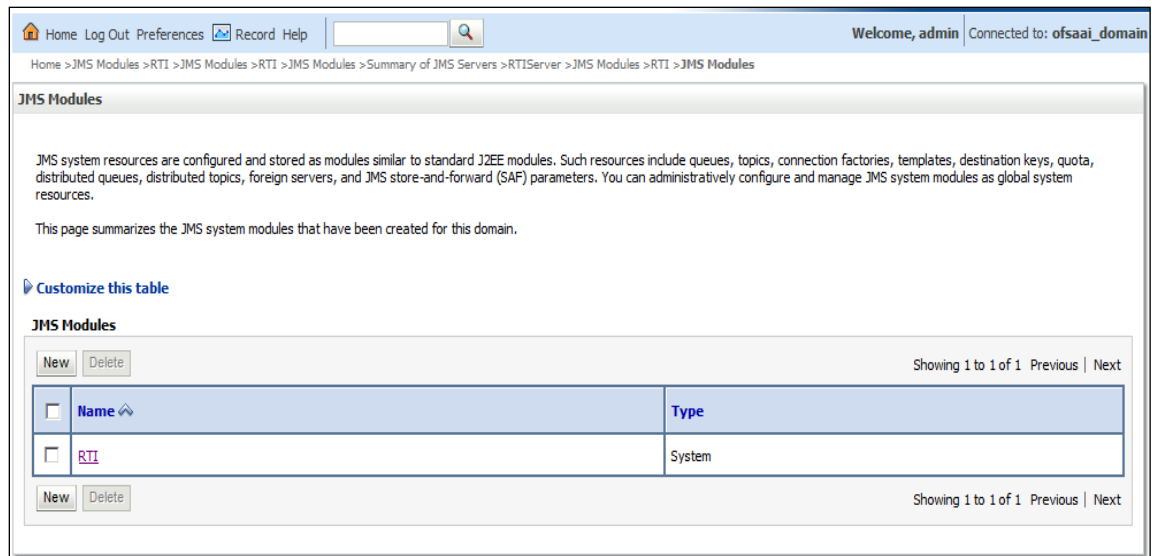 Home Log Out Preferences Record Help Welcome, admin Connected to: ofsaai_domain
Home >JMS Modules >RTI >JMS Modules >RTI >JMS Modules >Summary of JMS Servers >RTIServer >JMS Modules >RTI >JMS Modules
JMS Modules
JMS system resources are configured and stored as modules similar to standard J2EE modules. Such resources include queues, topics, connection factories, templates, destination keys, quota,
distributed queues, distributed topics, foreign servers, and JMS store-and-forward (SAF) parameters. You can administratively configure and manage JMS system modules as global system
resources.
This page summarizes the JMS system modules that have been created for this domain.
Customize this table
JMS Modules
New Delete Showing 1 to 1 of 1 Previous | Next
Name Type
RTI System
New Delete Showing 1 to 1 of 1 Previous | Next